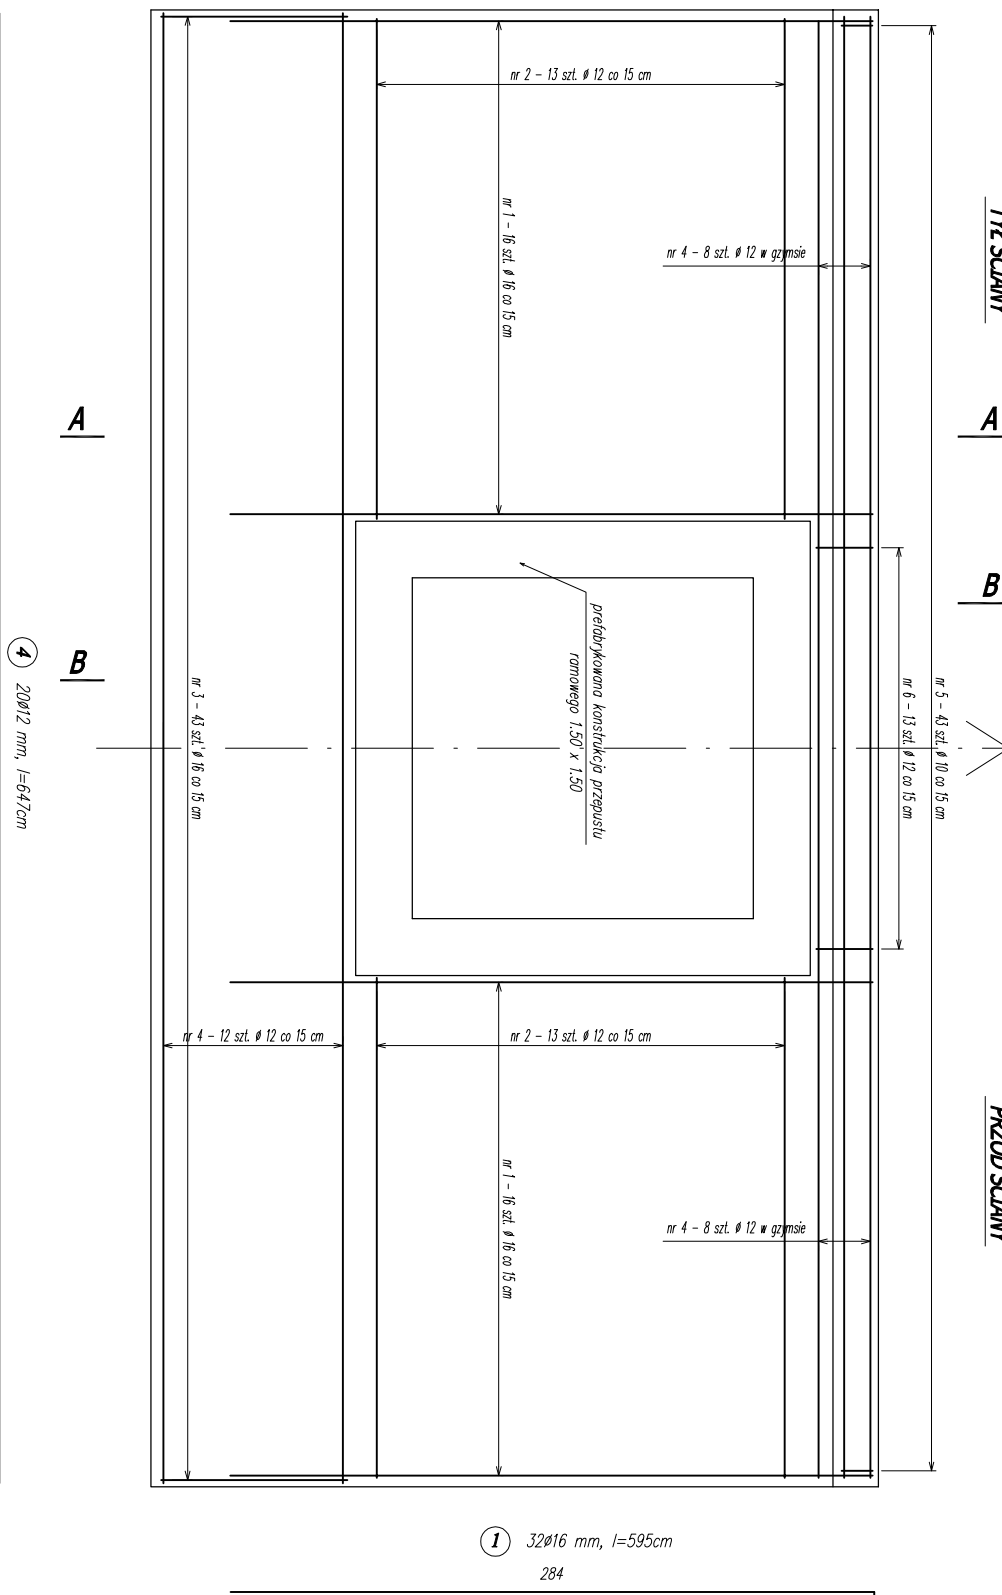 nr 2 - 13 szt. ø 12 co 15 cm
nr 1 - 16 szt. ø 16 co 15 cm
nr 4 - 8 szt. ø 12 w gzymsie
A
A
B
B
prefabrykowana konstrukcja przepustu
ramowego 1.50 x 1.50
nr 3 - 43 szt. ø 16 co 15 cm
nr 6 - 13 szt. ø 12 co 15 cm
nr 5 - 43 szt. ø 10 co 15 cm
4 20ø12 mm, l=647cm
nr 4 - 12 szt. ø 12 co 15 cm
nr 2 - 13 szt. ø 12 co 15 cm
nr 1 - 16 szt. ø 16 co 15 cm
nr 4 - 8 szt. ø 12 w gzymsie
1 32ø16 mm, l=595cm
284